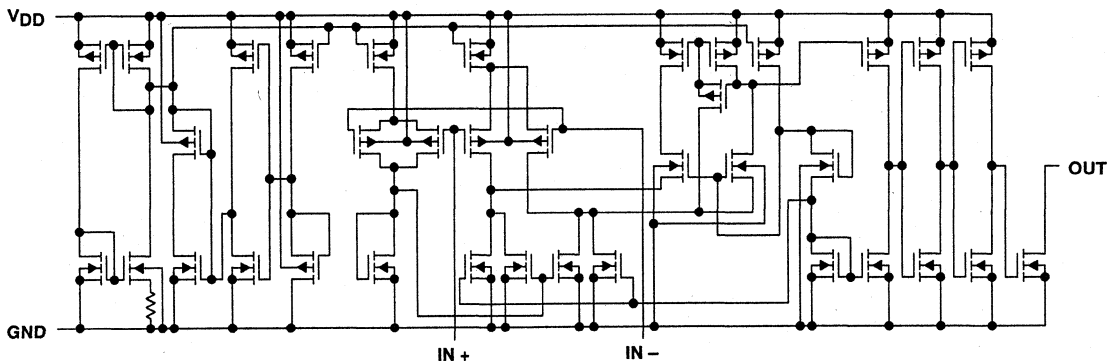 VDD
OUT
GND
IN +
IN –